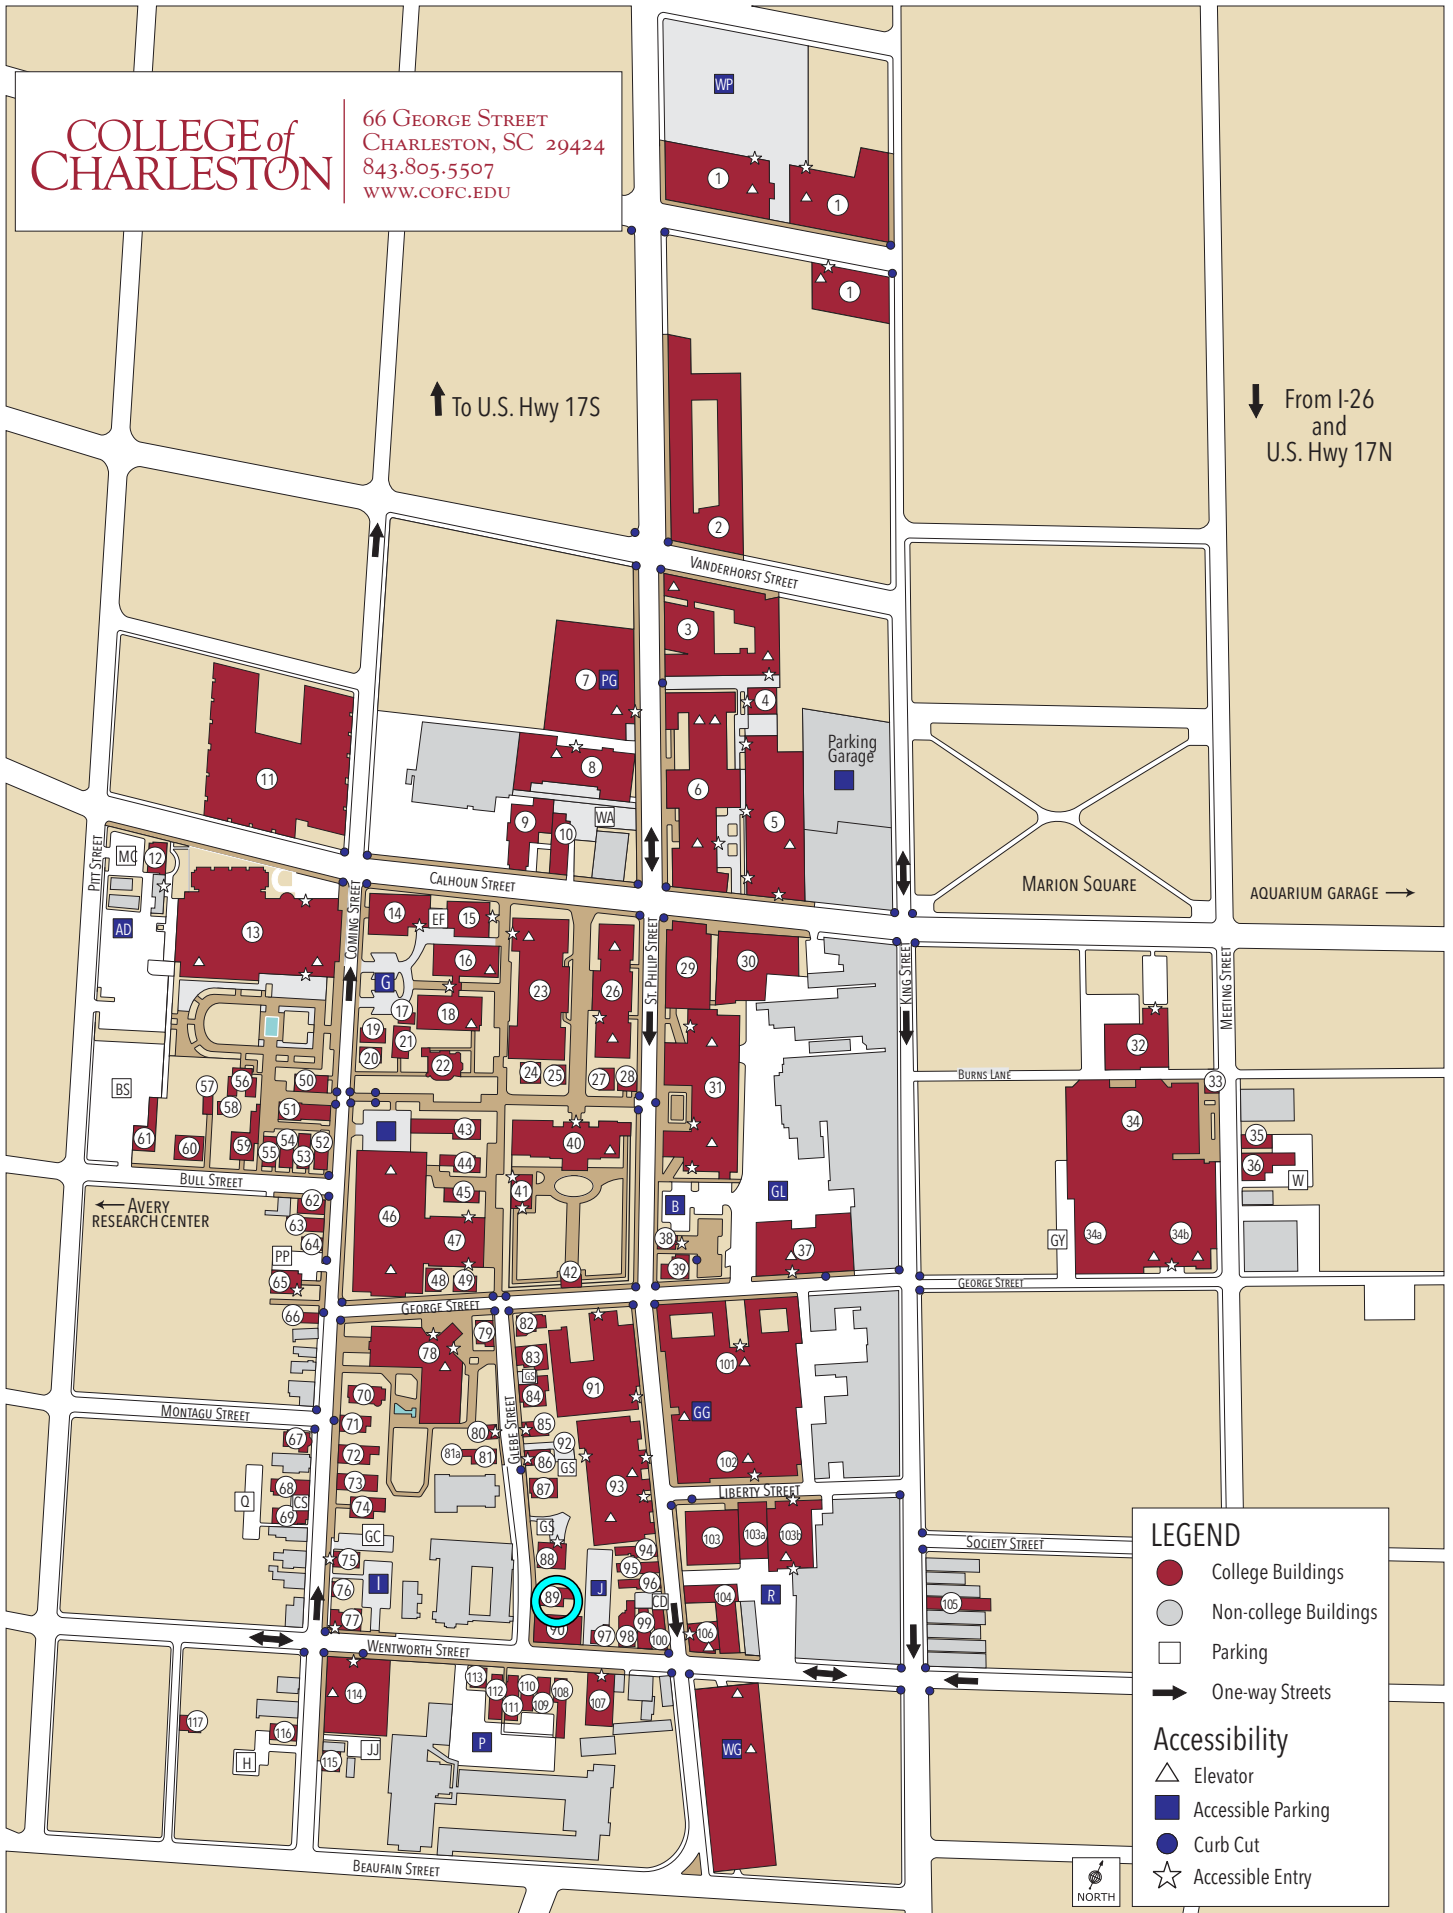 COLLEGE of
CHARLESTON
66 George Street
Charleston, SC 29424
843.805.5507
www.cofc.edu
WP
1
1
1
To U.S. Hwy 17S
From I-26
and
U.S. Hwy 17N
2
Vanderhorst Street
3
7
PG
4
Parking
Garage
8
11
6
5
9
10
WA
Pitt Street
MC
12
Calhoun Street
Marion Square
Aquarium Garage
AD
13
Coming Street
14
EF
15
St. Philip Street
29
30
King Street
Meeting Street
16
G
23
26
17
18
19
20
21
22
24
25
27
28
31
32
Burns Lane
33
34
35
36
W
BS
57
56
58
50
51
61
60
59
55
54
53
52
43
44
45
40
41
46
47
48
49
42
B
GL
38
39
37
GY
34a
34b
Bull Street
Avery
Research Center
62
63
64
PP
65
66
George Street
George Street
78
79
82
83
GS
84
91
101
GG
102
70
71
72
73
74
Montagu Street
67
Q
68
CS
69
80
81a
81
Glebe Street
85
92
86
GS
87
93
Liberty Street
GC
75
76
77
I
GS
88
89
90
J
94
95
96
CD
97
98
99
100
103
103a
103b
104
R
106
Society Street
105
Wentworth Street
114
113
112
111
110
109
108
107
P
117
116
H
115
JJ
WG
Beaufain Street
NORTH
LEGEND
College Buildings
Non-college Buildings
Parking
One-way Streets
Accessibility
Elevator
Accessible Parking
Curb Cut
Accessible Entry